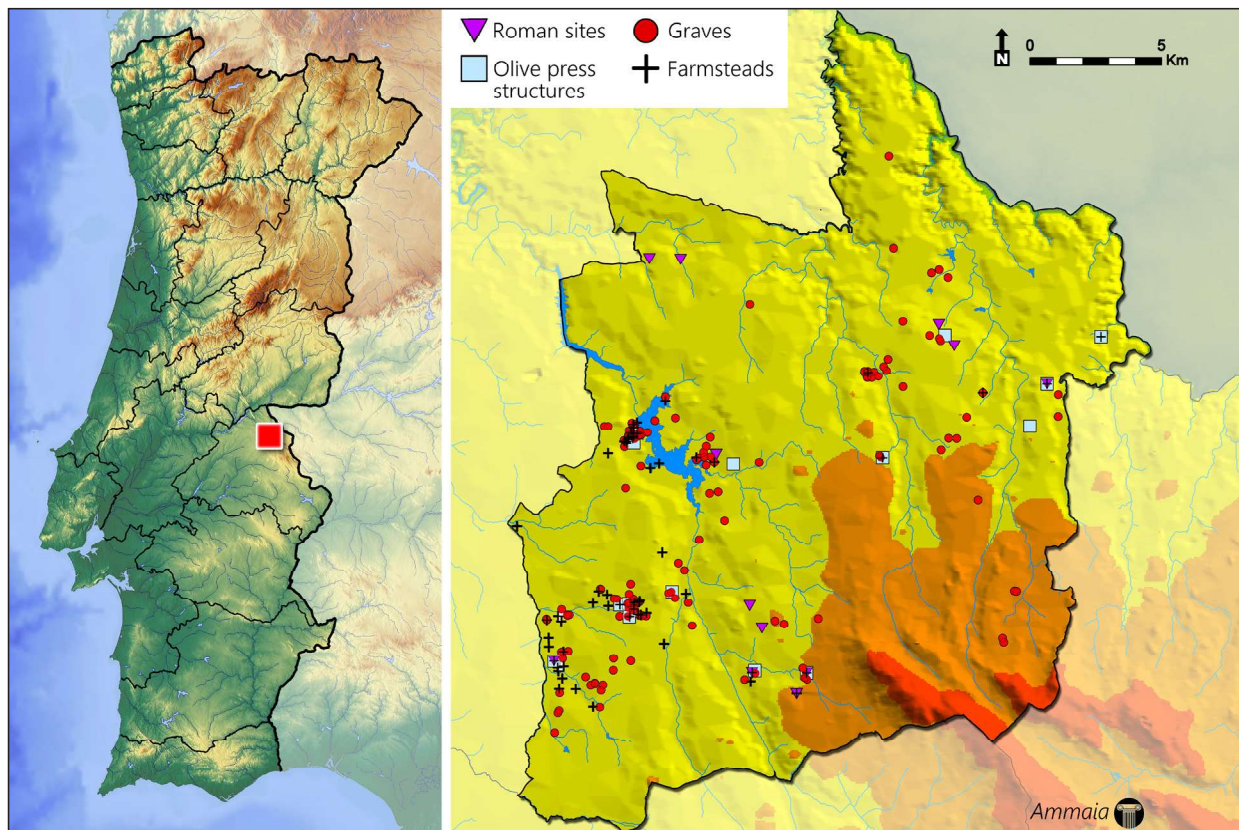 Roman sites
Graves
Olive press
structures
Farmsteads
N
0
5
Km
Ammaia